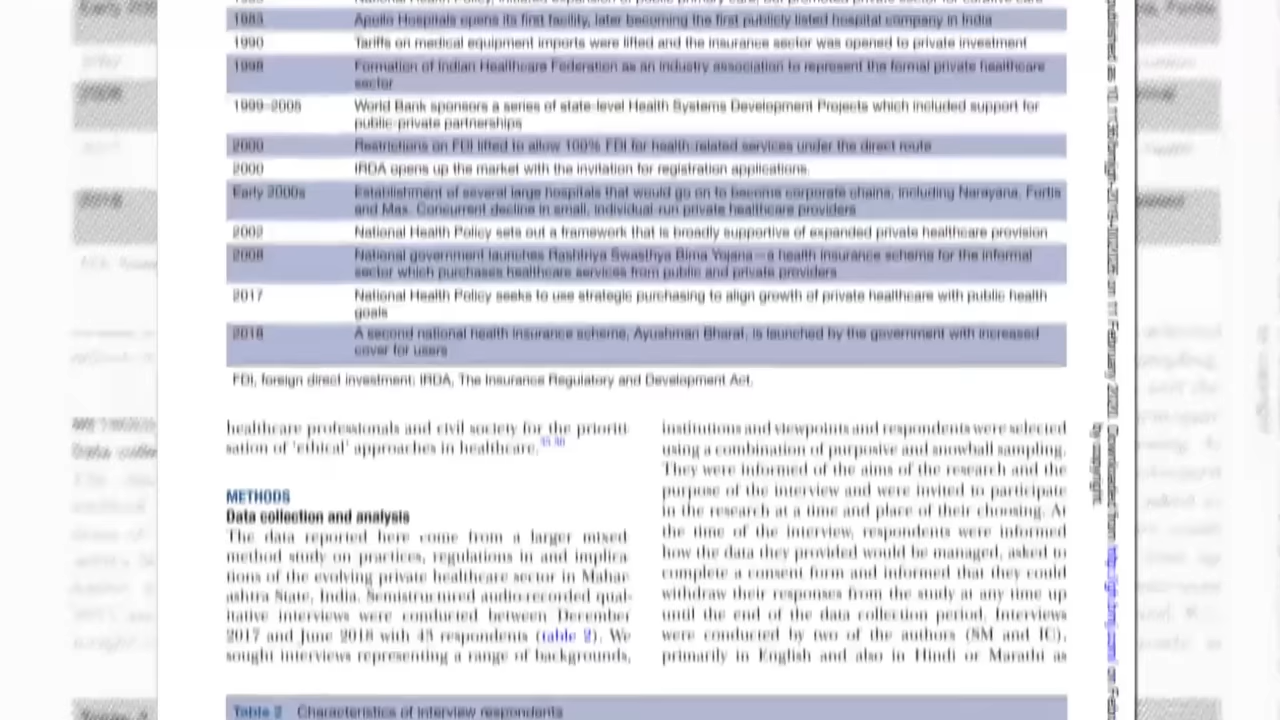 1983 Apollo Hospitals opens its first facility, later becoming the first publicly listed hospital company in India
1990 Tariffs on medical equipment imports were lifted and the insurance sector was opened to private investment
1998 Formation of Indian Healthcare Federation as an industry association to represent the formal private healthcare
sector
1999–2005 World Bank sponsors a series of state-level Health Systems Development Projects which included support for
public-private partnerships
2000 Restrictions on FDI lifted to allow 100% FDI for health-related services under the direct route
2000 IRDA opens up the market with the invitation for registration applications.
Early 2000s Establishment of several large hospitals that would go on to become corporate chains, including Narayana, Fortis
and Max. Concurrent decline in small, individual run private healthcare providers
2002 National Health Policy sets out a framework that is broadly supportive of expanded private healthcare provision
2008 National government launches Rashtriya Swasthya Bima Yojana—a health insurance scheme for the informal
sector which purchases healthcare services from public and private providers
2017 National Health Policy seeks to use strategic purchasing to align growth of private healthcare with public health
goals
2018 A second national health insurance scheme, Ayushman Bharat, is launched by the government with increased
cover for users
FDI, foreign direct investment; IRDA, The Insurance Regulatory and Development Act.
healthcare professionals and civil society for the prioriti-
sation of 'ethical' approaches in healthcare.
METHODS
Data collection and analysis
The data reported here come from a larger mixed
method study on practices, regulations in and implica-
tions of the evolving private healthcare sector in Mahar-
ashtra State, India. Semistructured audio-recorded qual-
itative interviews were conducted between December
2017 and June 2018 with 43 respondents (table 2). We
sought interviews representing a range of backgrounds,
institutions and viewpoints and respondents were selected
using a combination of purposive and snowball sampling.
They were informed of the aims of the research and the
purpose of the interview and were invited to participate
in the research at a time and place of their choosing. At
the time of the interview, respondents were informed
how the data they provided would be managed, asked to
complete a consent form and informed that they could
withdraw their responses from the study at any time up
until the end of the data collection period. Interviews
were conducted by two of the authors (SM and IC),
primarily in English and also in Hindi or Marathi as
Table 2 Characteristics of interview respondents
by copyright.